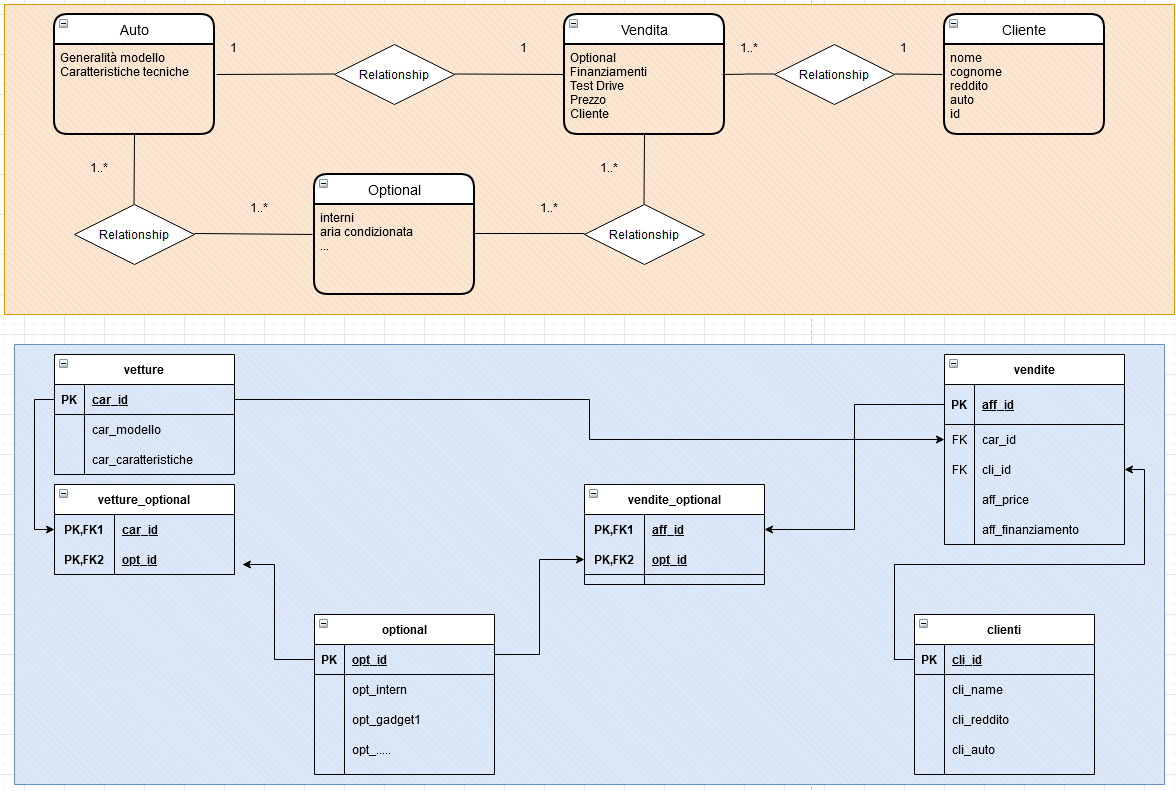 Auto
Generalità modello
Caratteristiche tecniche
1
Relationship
1
Vendita
Optional
Finanziamenti
Test Drive
Prezzo
Cliente
1..*
Relationship
1
Cliente
nome
cognome
reddito
auto
id
1..*
Relationship
1..*
Optional
interni
aria condizionata
...
1..*
1..*
Relationship
vetture
PK car_id
car_modello
car_caratteristiche
vetture_optional
PK,FK1 car_id
PK,FK2 opt_id
vendite_optional
PK,FK1 aff_id
PK,FK2 opt_id
vendite
PK aff_id
FK car_id
FK cli_id
aff_price
aff_finanziamento
optional
PK opt_id
opt_intern
opt_gadget1
opt_.....
clienti
PK cli_id
cli_name
cli_reddito
cli_auto